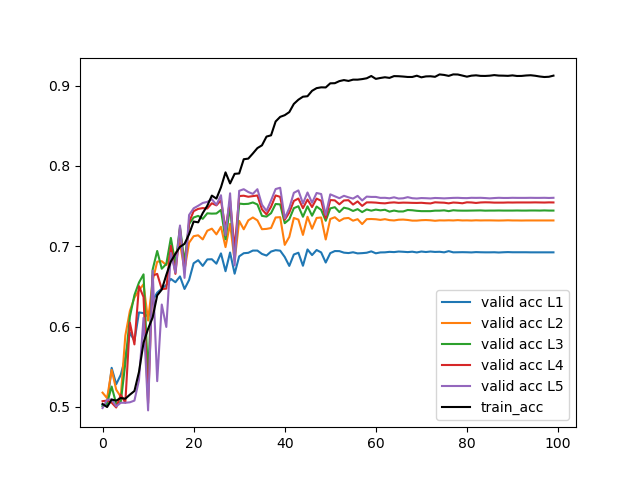 0.9
0.8
0.7
0.6
0.5
0
20
40
60
80
100
valid acc L1
valid acc L2
valid acc L3
valid acc L4
valid acc L5
train_acc